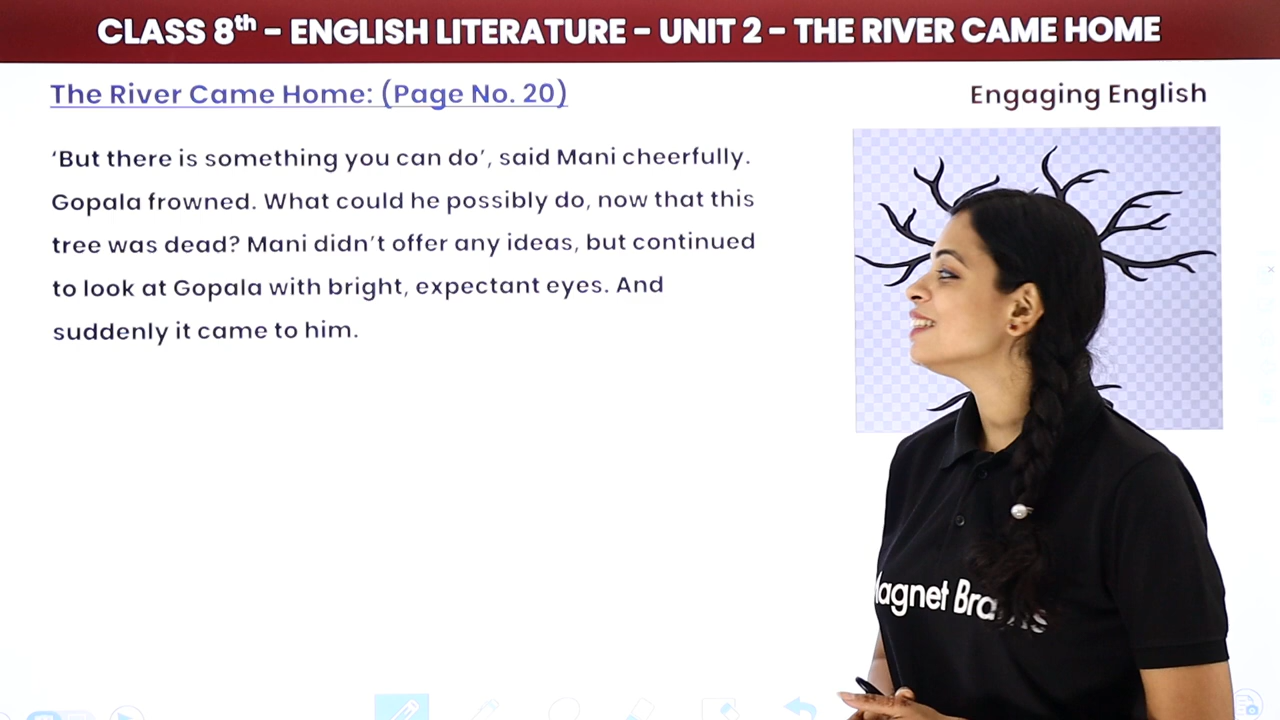 CLASS 8th – ENGLISH LITERATURE – UNIT 2 – THE RIVER CAME HOME
The River Came Home: (Page No. 20)
Engaging English
‘But there is something you can do’, said Mani cheerfully.
Gopala frowned. What could he possibly do, now that this
tree was dead? Mani didn’t offer any ideas, but continued
to look at Gopala with bright, expectant eyes. And
suddenly it came to him.